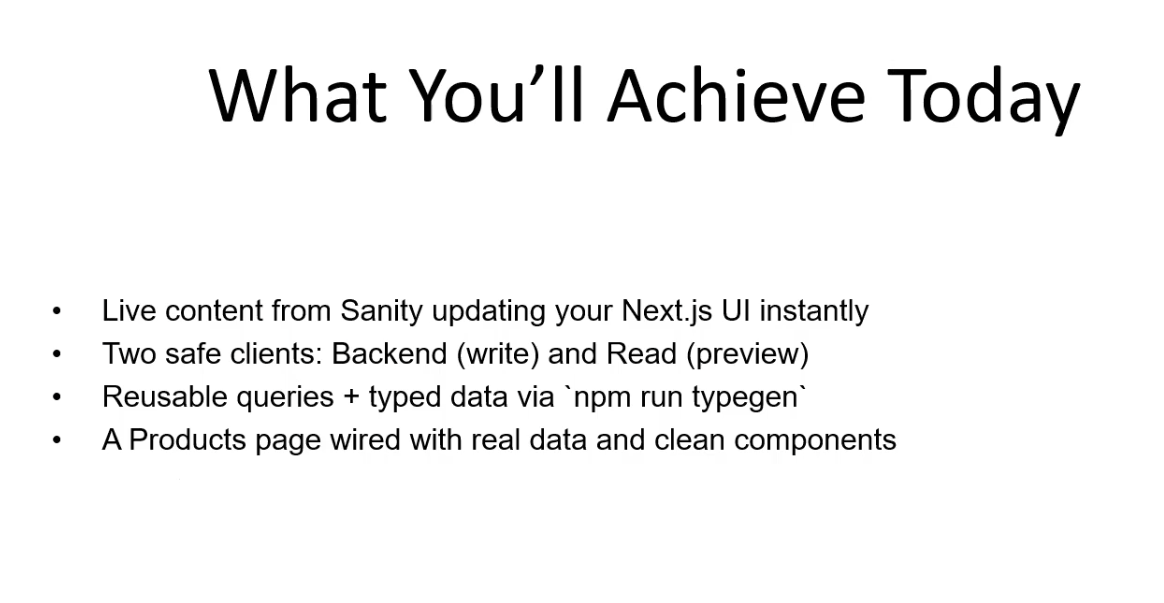 What You’ll Achieve Today
• Live content from Sanity updating your Next.js UI instantly
• Two safe clients: Backend (write) and Read (preview)
• Reusable queries + typed data via `npm run typegen`
• A Products page wired with real data and clean components